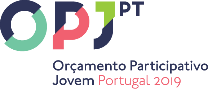 OPJ PT
Orçamento Participativo
Jovem Portugal 2019